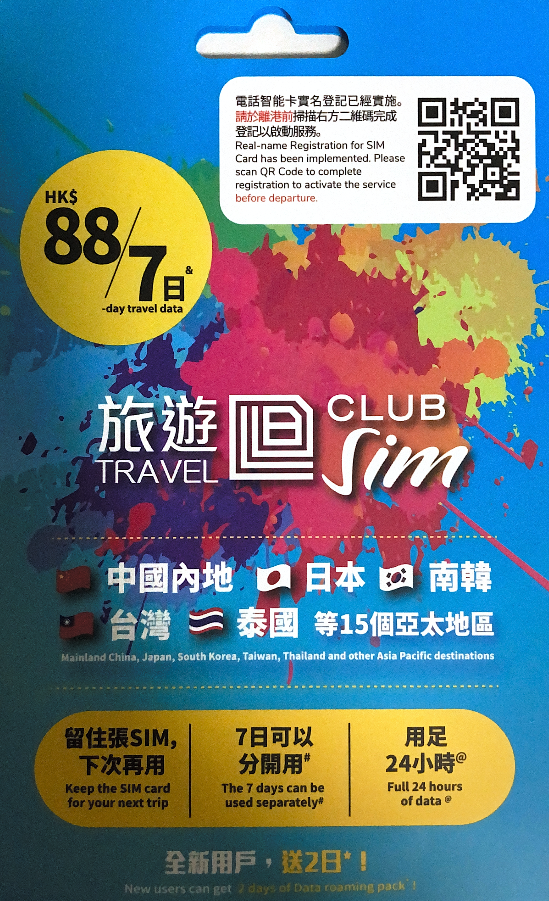 電話智能卡實名登記已經實施。
請於離港前掃描右方二維碼完成
登記以啟動服務。
Real-name Registration for SIM
Card has been implemented. Please
scan QR Code to complete
registration to activate the service
before departure.
HK$
88/7日&
-day travel data
旅遊 CLUB
TRAVEL Sim
中國內地 日本 南韓
台灣 泰國 等15個亞太地區
Mainland China, Japan, South Korea, Taiwan, Thailand and other Asia Pacific destinations
留住張SIM,
下次再用
Keep the SIM card
for your next trip
7日可以
分開用#
The 7 days can be
used separately#
用足
24小時@
Full 24 hours
of data @
全新用戶，送2日*！
New users can get 2 days of Data roaming pack*!